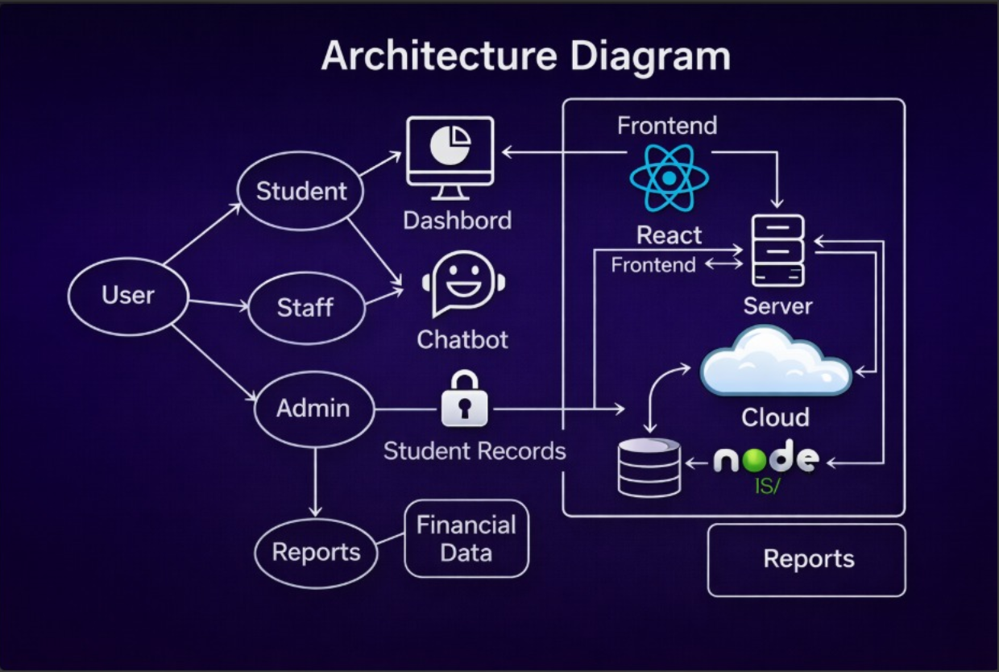 Architecture Diagram
Frontend
Student
Dashbord
React
Frontend
User
Staff
Server
Chatbot
Admin
Cloud
Student Records
node
IS/
Financial
Data
Reports
Reports